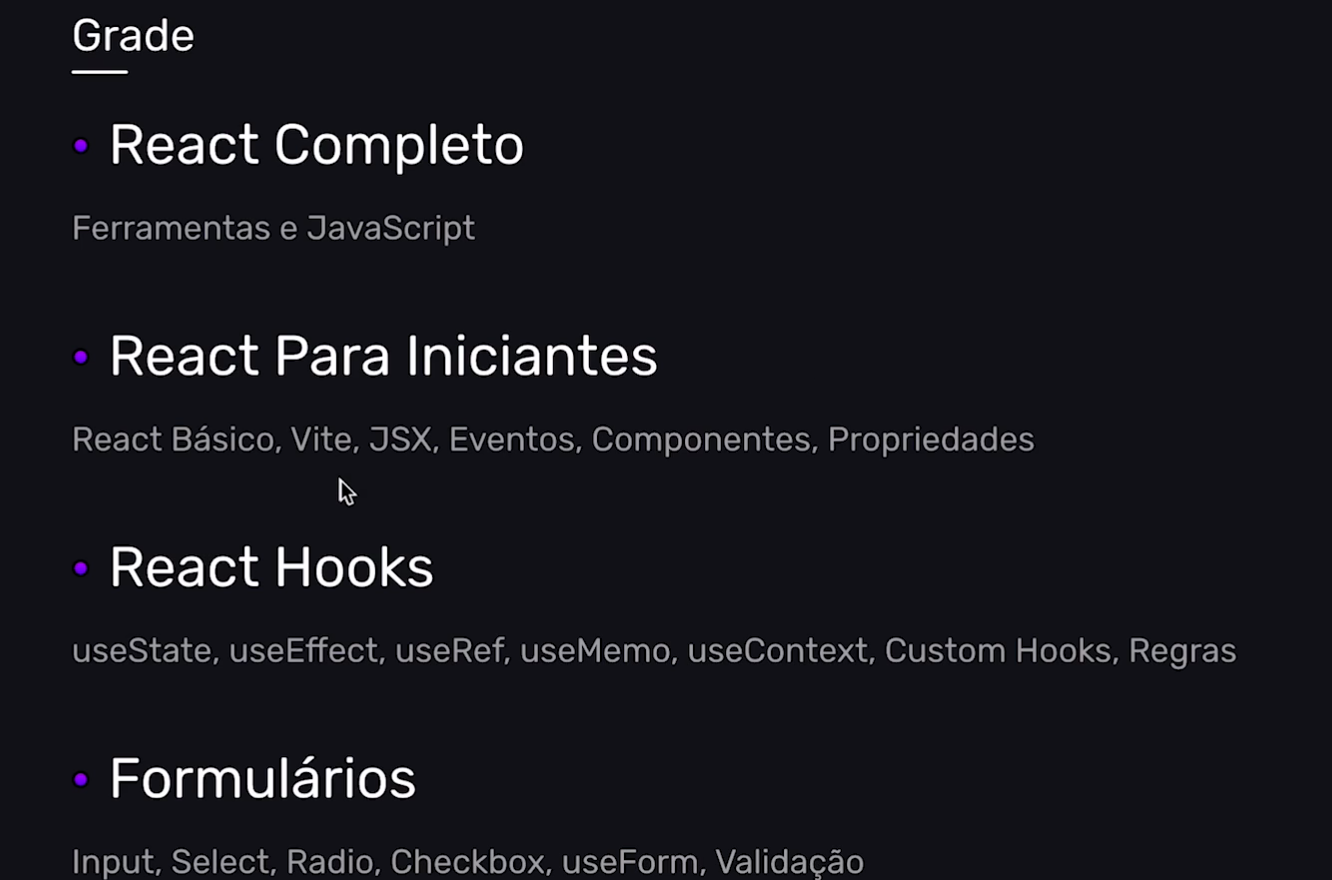 Grade
React Completo
Ferramentas e JavaScript
React Para Iniciantes
React Básico, Vite, JSX, Eventos, Componentes, Propriedades
React Hooks
useState, useEffect, useRef, useMemo, useContext, Custom Hooks, Regras
Formulários
Input, Select, Radio, Checkbox, useForm, Validação